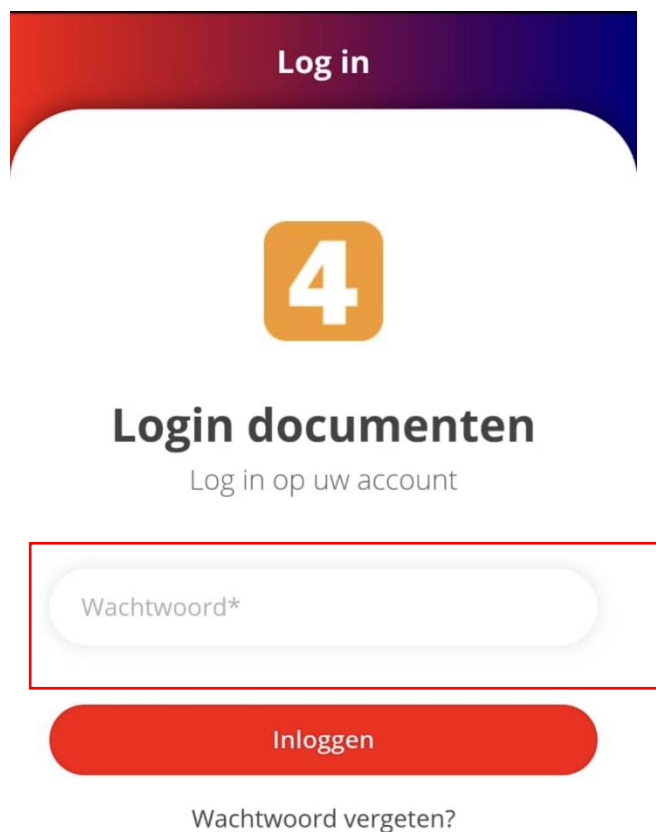 Log in
4
Login documenten
Log in op uw account
Wachtwoord*
Inloggen
Wachtwoord vergeten?